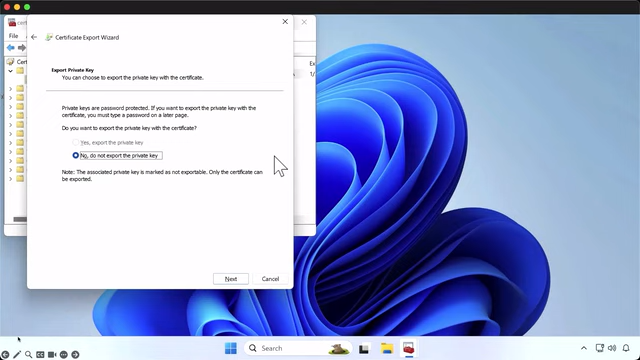 Certificate Export Wizard
File
Export Private Key
You can choose to export the private key with the certificate.
Private keys are password protected. If you want to export the private key with the
certificate, you must type a password on a later page.
Do you want to export the private key with the certificate?
Yes, export the private key
No, do not export the private key
Note: The associated private key is marked as not exportable. Only the certificate can
be exported.
Next
Cancel
Search